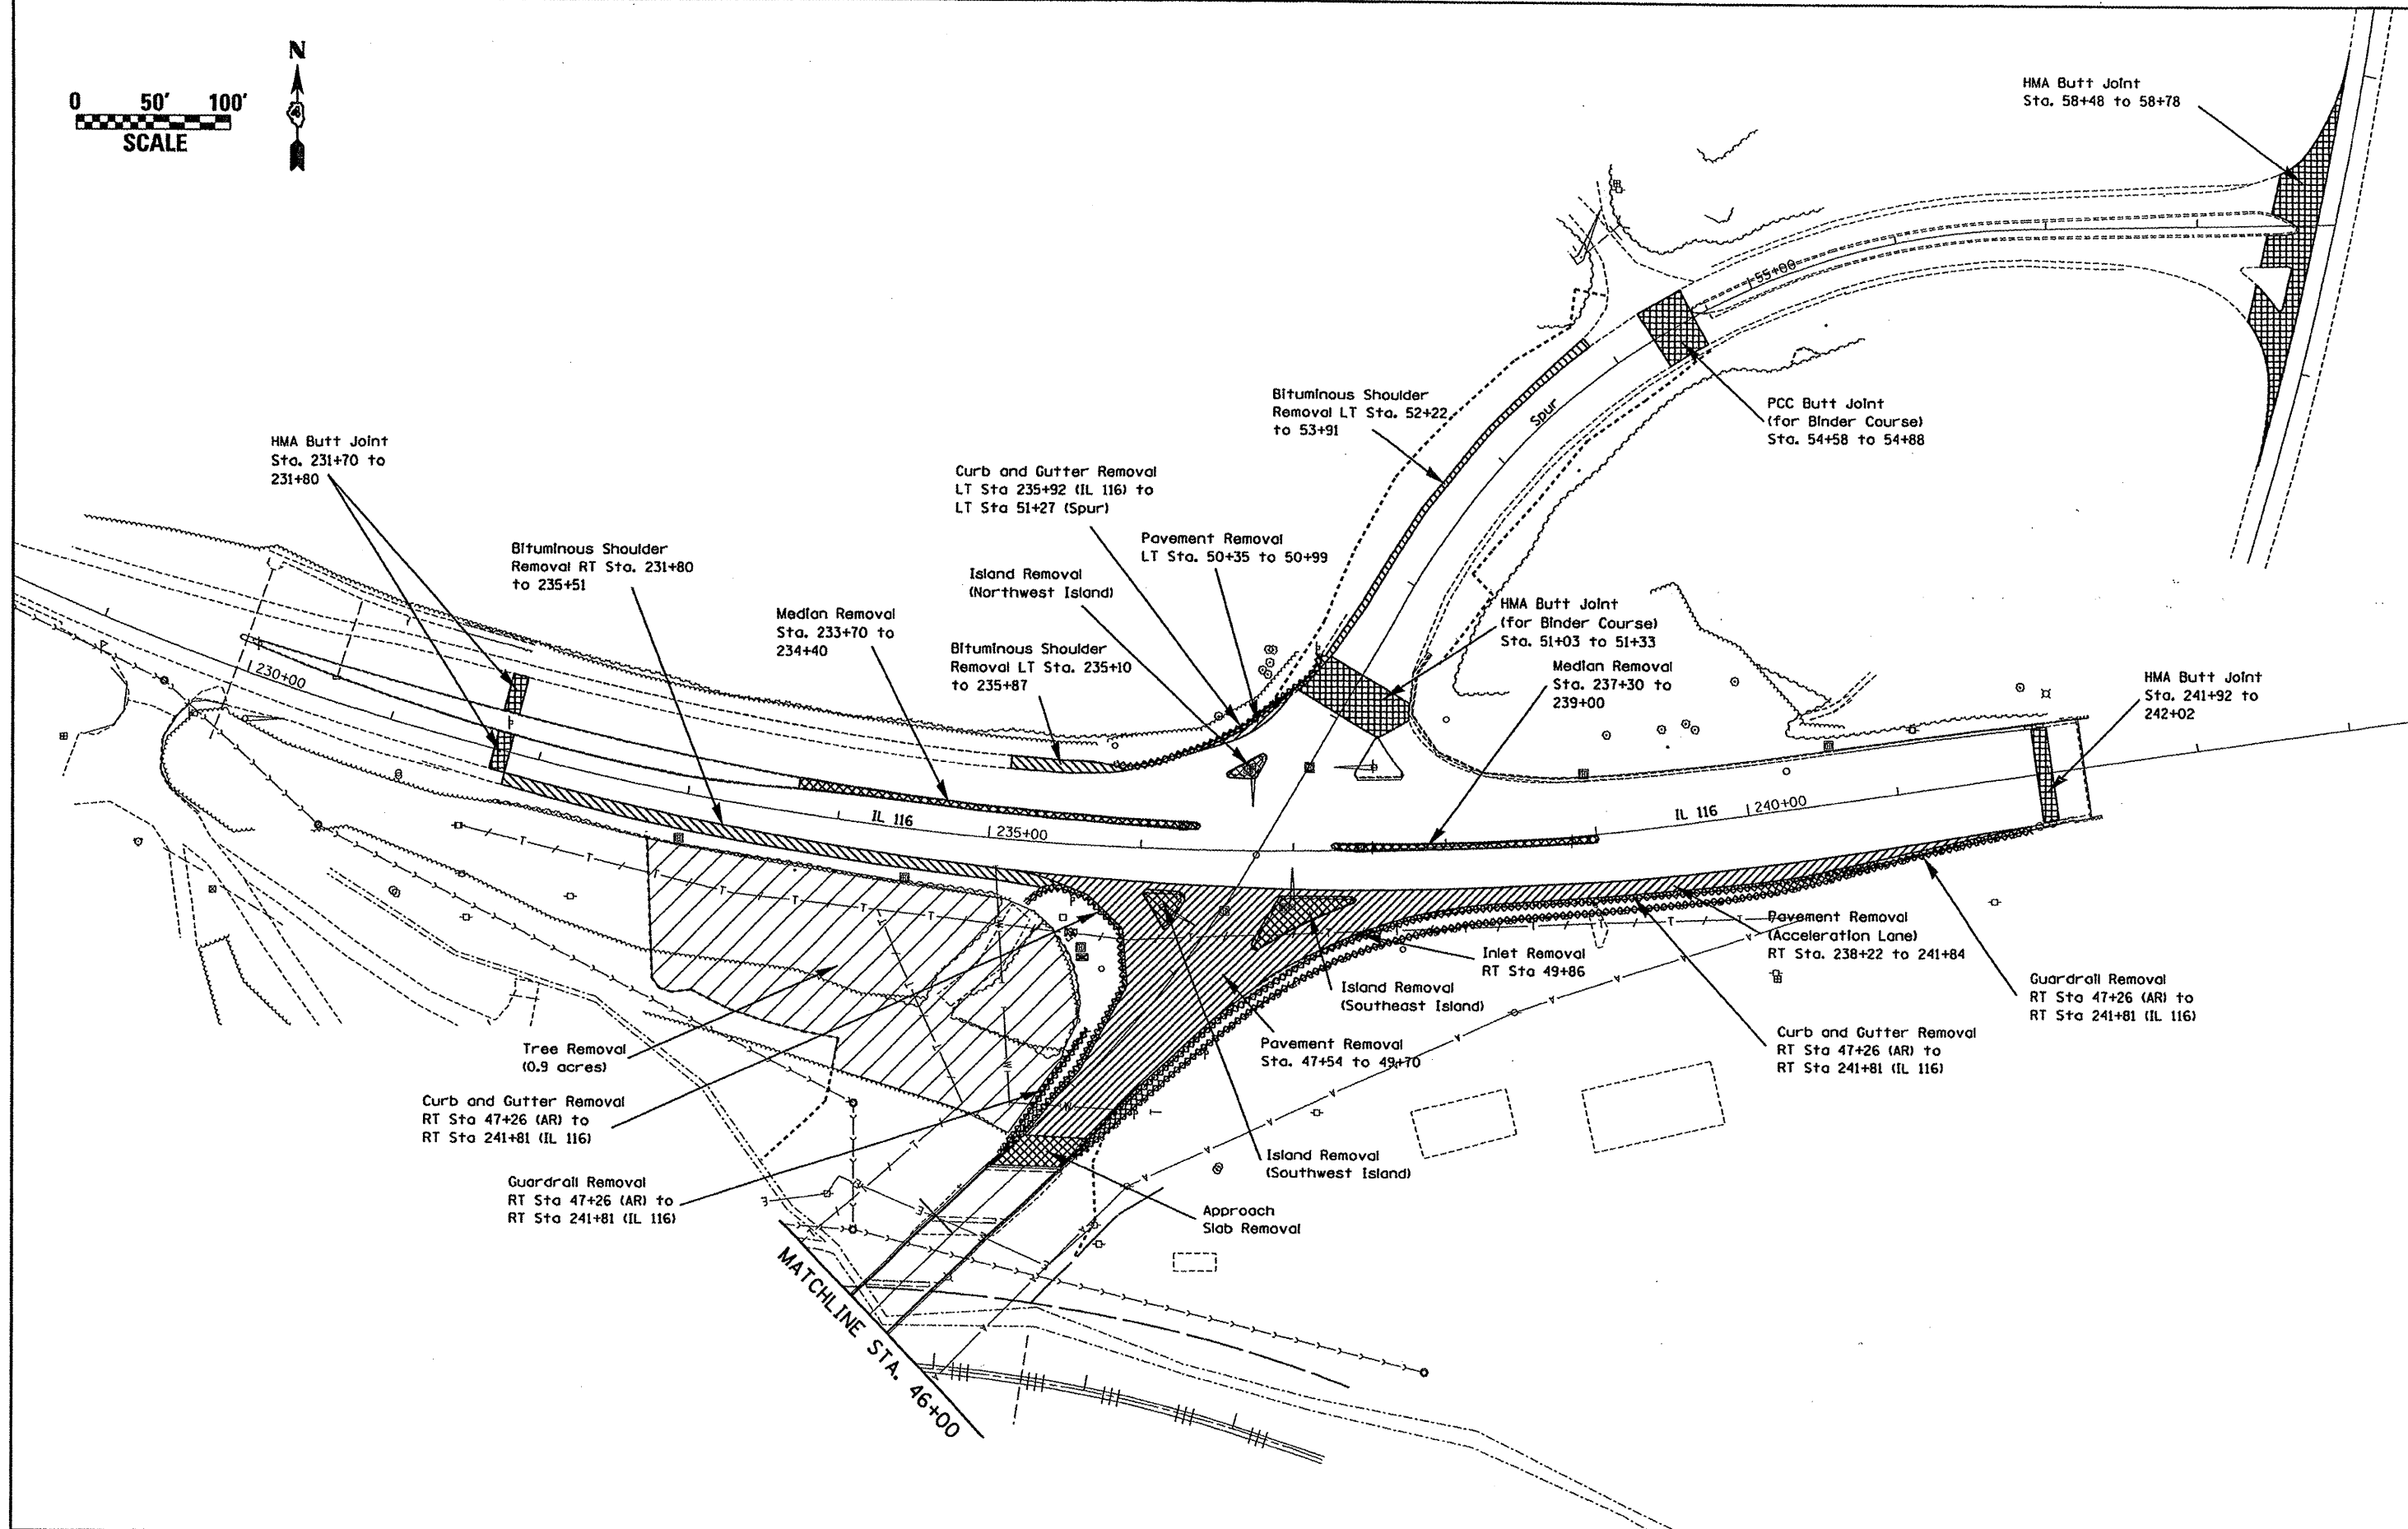 N
0 50' 100'
SCALE
HMA Butt Joint
Sta. 58+48 to 58+78
55+00
Spur
Bituminous Shoulder
Removal LT Sta. 52+22
to 53+91
PCC Butt Joint
(for Binder Course)
Sta. 54+58 to 54+88
HMA Butt Joint
Sta. 231+70 to
231+80
Curb and Gutter Removal
LT Sta 235+92 (IL 116) to
LT Sta 51+27 (Spur)
Bituminous Shoulder
Removal RT Sta. 231+80
to 235+51
Pavement Removal
LT Sta. 50+35 to 50+99
Island Removal
(Northwest Island)
Median Removal
Sta. 233+70 to
234+40
Bituminous Shoulder
Removal LT Sta. 235+10
to 235+87
HMA Butt Joint
(for Binder Course)
Sta. 51+03 to 51+33
Median Removal
Sta. 237+30 to
239+00
HMA Butt Joint
Sta. 241+92 to
242+02
230+00
IL 116
235+00
IL 116
240+00
Pavement Removal
(Acceleration Lane)
RT Sta. 238+22 to 241+84
Inlet Removal
RT Sta 49+86
Island Removal
(Southeast Island)
Guardrail Removal
RT Sta 47+26 (AR) to
RT Sta 241+81 (IL 116)
Curb and Gutter Removal
RT Sta 47+26 (AR) to
RT Sta 241+81 (IL 116)
Pavement Removal
Sta. 47+54 to 49+70
Tree Removal
(0.9 acres)
Curb and Gutter Removal
RT Sta 47+26 (AR) to
RT Sta 241+81 (IL 116)
Island Removal
(Southwest Island)
Guardrail Removal
RT Sta 47+26 (AR) to
RT Sta 241+81 (IL 116)
Approach
Slab Removal
MATCHLINE STA. 46+00